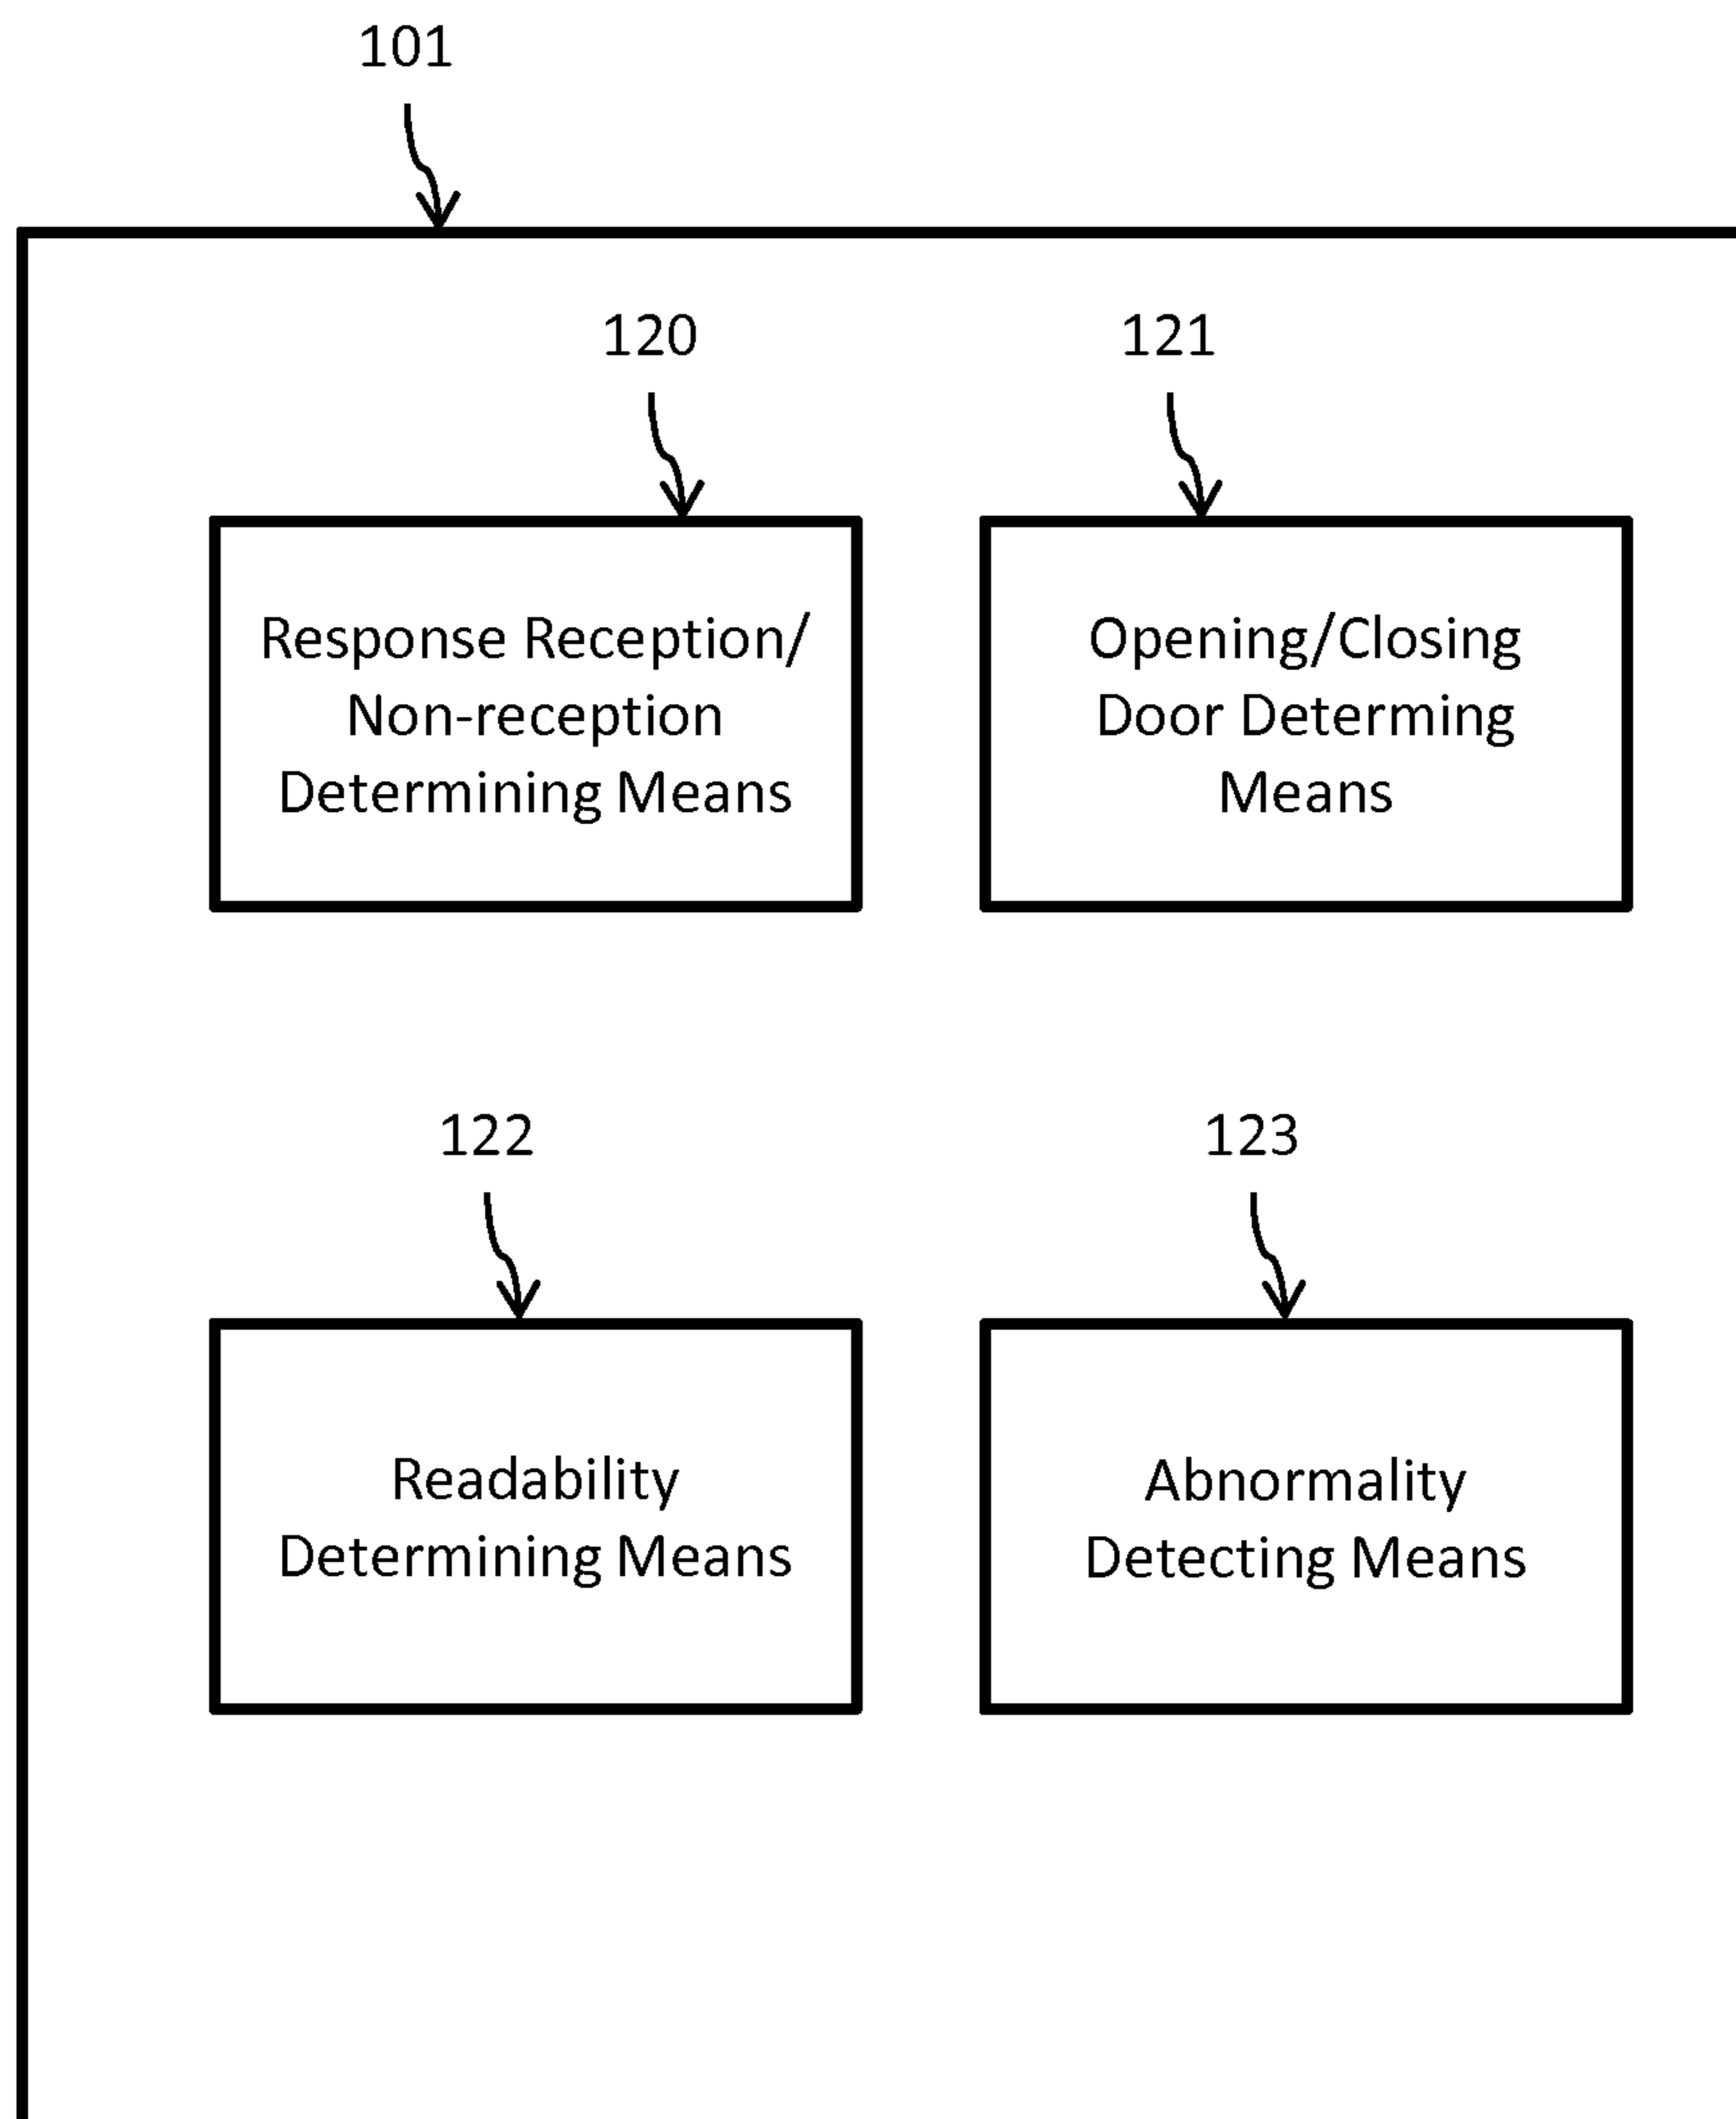 101
120
121
Response Reception/
Non-reception
Determining Means
Opening/Closing
Door Determing
Means
122
123
Readability
Determining Means
Abnormality
Detecting Means